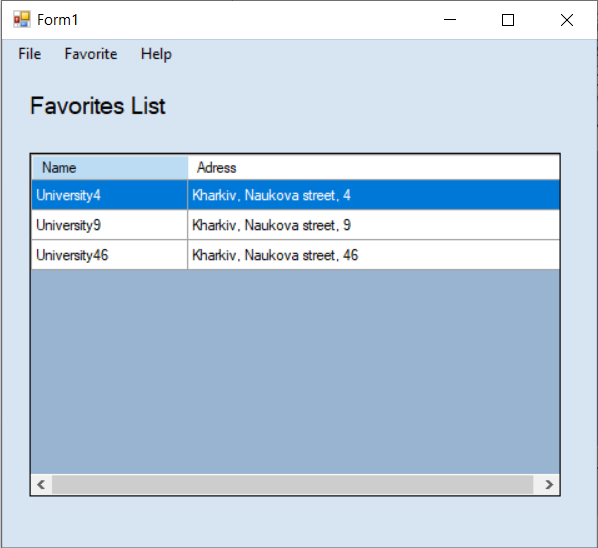 Form1
File Favorite Help
Favorites List
Name Adress
University4 Kharkiv, Naukova street, 4
University9 Kharkiv, Naukova street, 9
University46 Kharkiv, Naukova street, 46